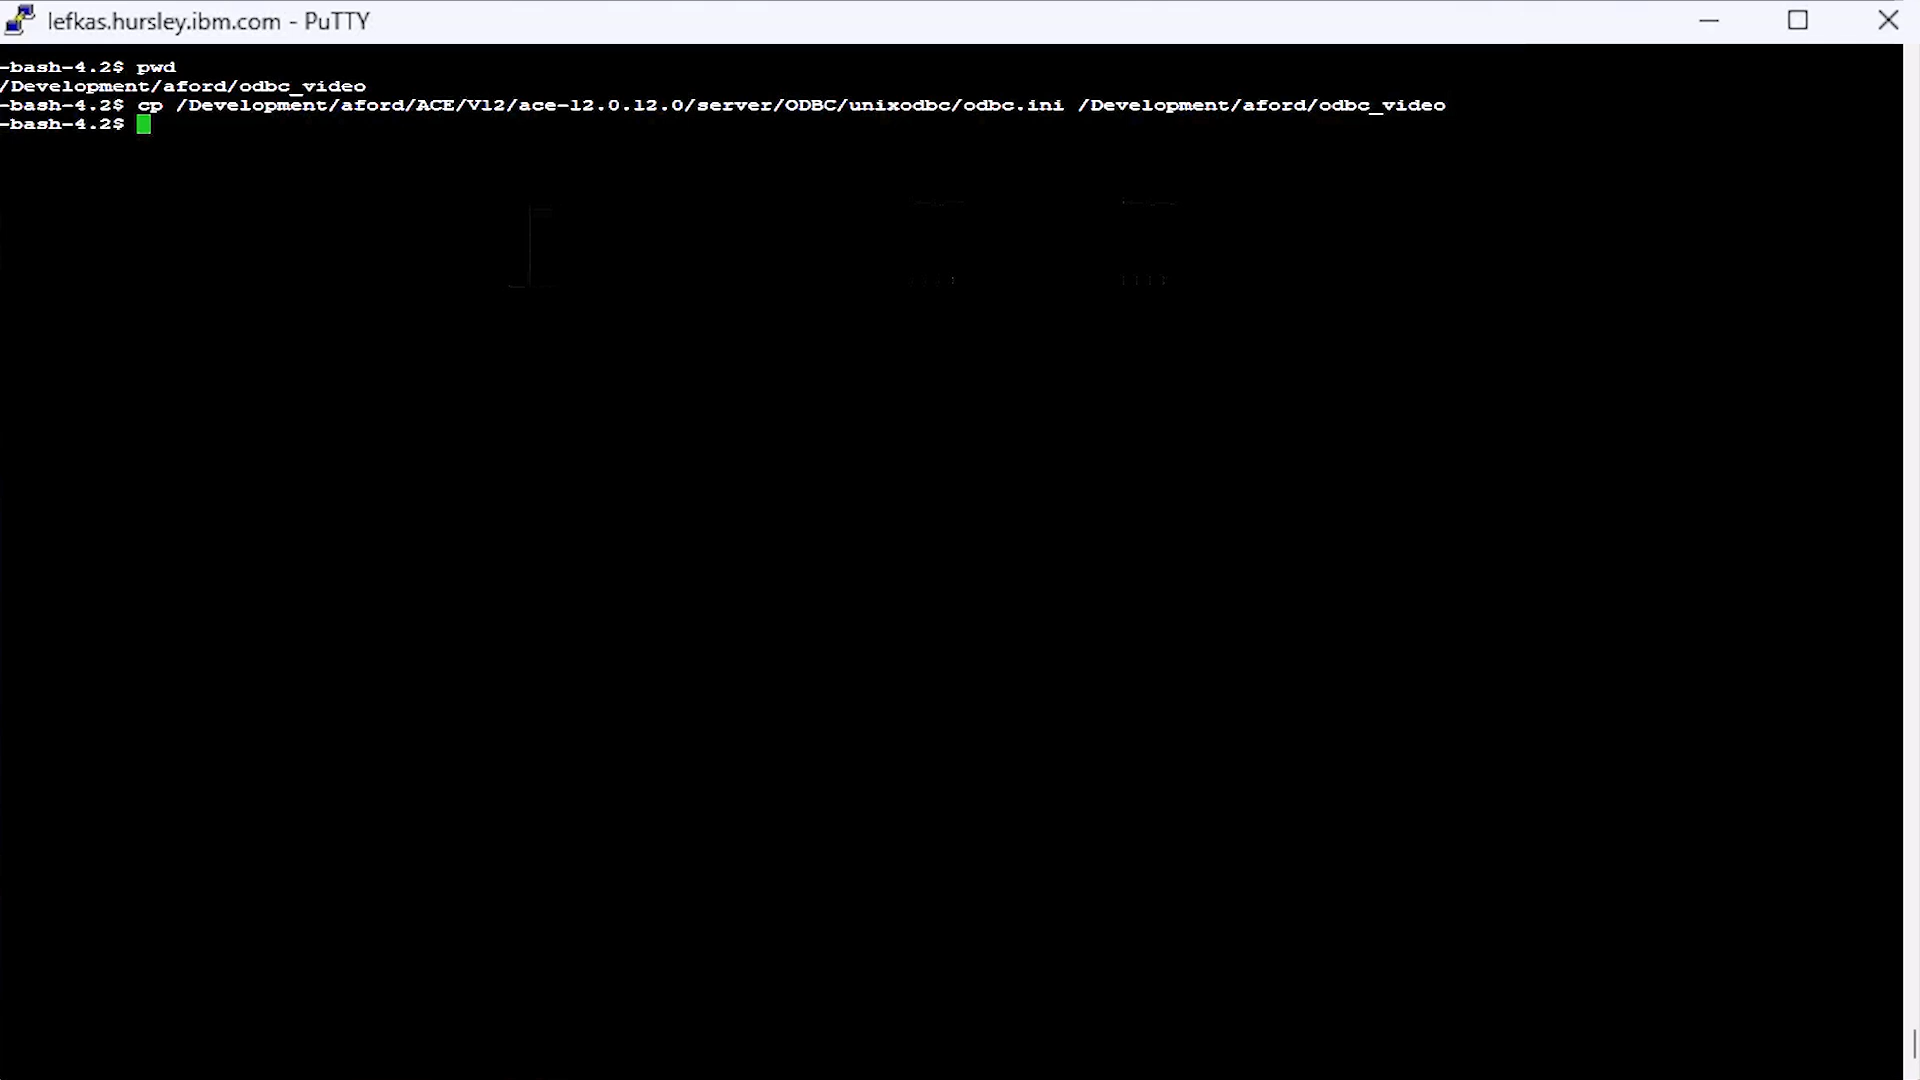 lefkas.hursley.ibm.com - PuTTY
-bash-4.2$ pwd
/Development/aford/odbc_video
-bash-4.2$ cp /Development/aford/ACE/V12/ace-12.0.12.0/server/ODBC/unixodbc/odbc.ini /Development/aford/odbc_video
-bash-4.2$